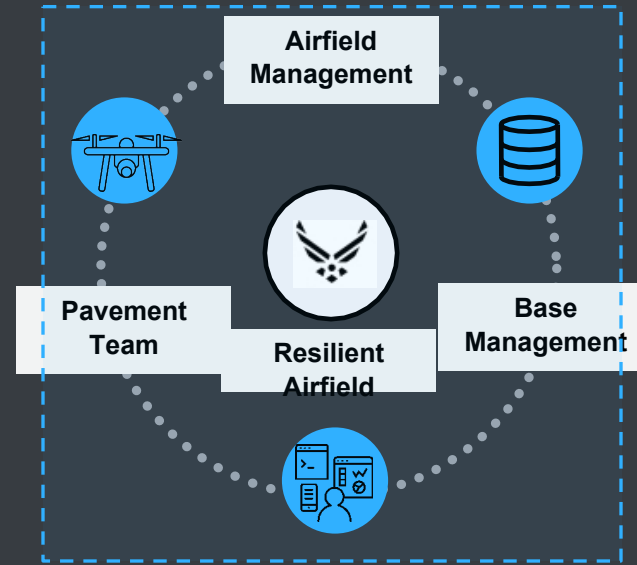 Airfield
Management
Pavement
Team
Base
Management
Resilient
Airfield